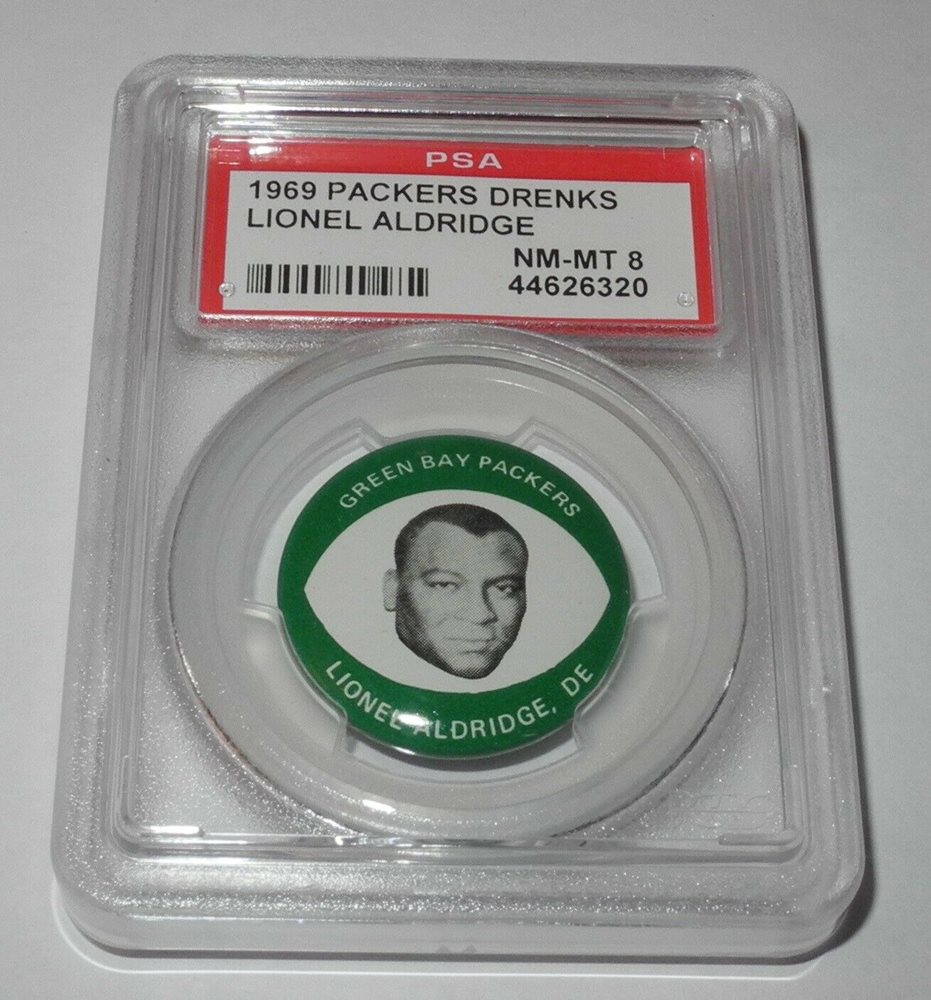 PSA
1969 PACKERS DRENKS
LIONEL ALDRIDGE
NM-MT 8
44626320
GREEN BAY PACKERS
LIONEL ALDRIDGE, DE